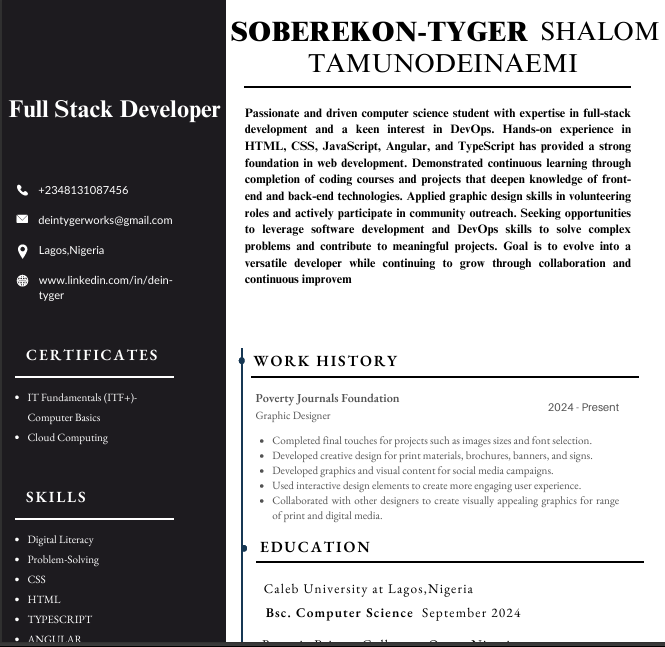 SOBEREKON-TYGER SHALOM
TAMUNODEINAEMI
Full Stack Developer
+2348131087456
deintygerworks@gmail.com
Lagos,Nigeria
www.linkedin.com/in/dein-
tyger
CERTIFICATES
• IT Fundamentals (ITF+)-
Computer Basics
• Cloud Computing
SKILLS
• Digital Literacy
• Problem-Solving
• CSS
• HTML
• TYPESCRIPT
• ANGULAR
Passionate and driven computer science student with expertise in full-stack
development and a keen interest in DevOps. Hands-on experience in
HTML, CSS, JavaScript, Angular, and TypeScript has provided a strong
foundation in web development. Demonstrated continuous learning through
completion of coding courses and projects that deepen knowledge of front-
end and back-end technologies. Applied graphic design skills in volunteering
roles and actively participate in community outreach. Seeking opportunities
to leverage software development and DevOps skills to solve complex
problems and contribute to meaningful projects. Goal is to evolve into a
versatile developer while continuing to grow through collaboration and
continuous improvem
WORK HISTORY
Poverty Journals Foundation
2024 - Present
Graphic Designer
• Completed final touches for projects such as images sizes and font selection.
• Developed creative design for print materials, brochures, banners, and signs.
• Developed graphics and visual content for social media campaigns.
• Used interactive design elements to create more engaging user experience.
• Collaborated with other designers to create visually appealing graphics for range
of print and digital media.
EDUCATION
Caleb University at Lagos,Nigeria
Bsc. Computer Science September 2024